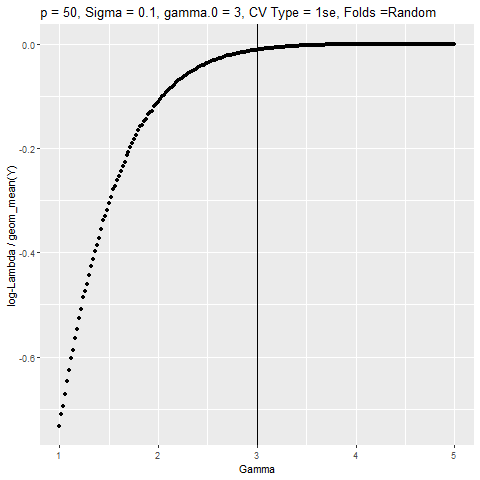 p = 50, Sigma = 0.1, gamma.0 = 3, CV Type = 1se, Folds =Random
log-Lambda / geom_mean(Y)
0.0
-0.2
-0.4
-0.6
1 2 3 4 5
Gamma